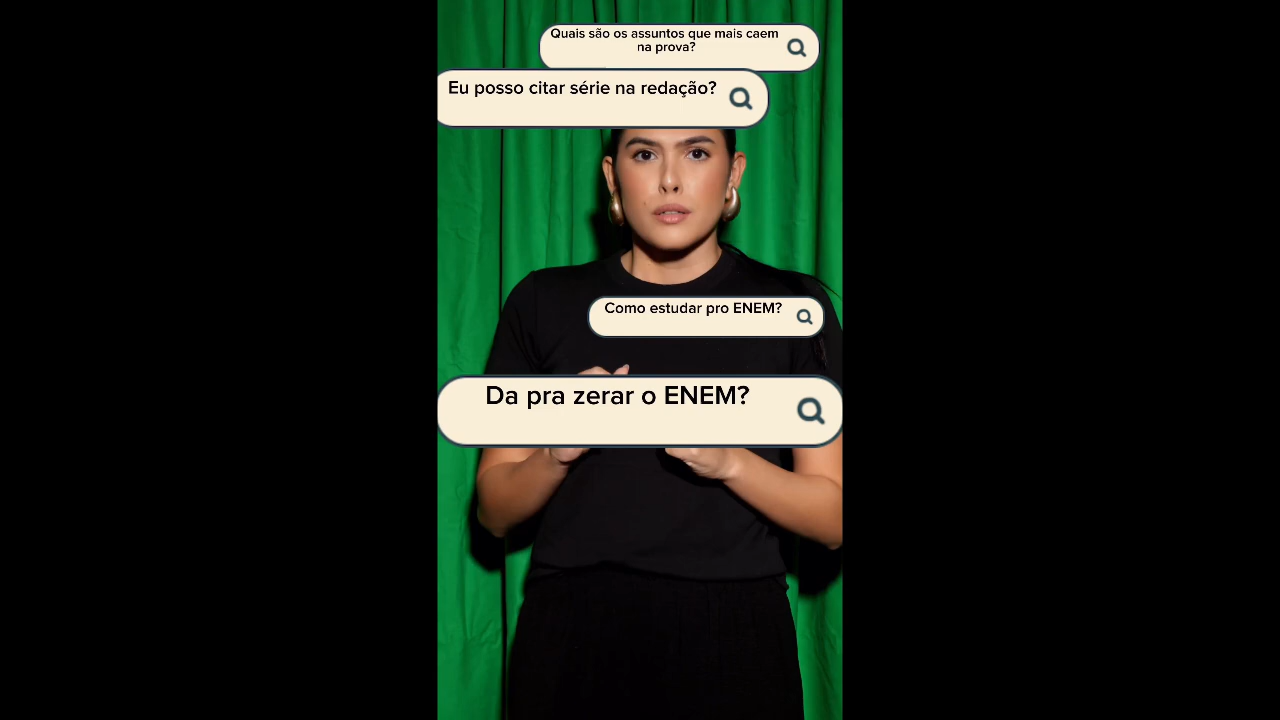 Quais são os assuntos que mais caem
na prova?
Eu posso citar série na redação?
Como estudar pro ENEM?
Da pra zerar o ENEM?